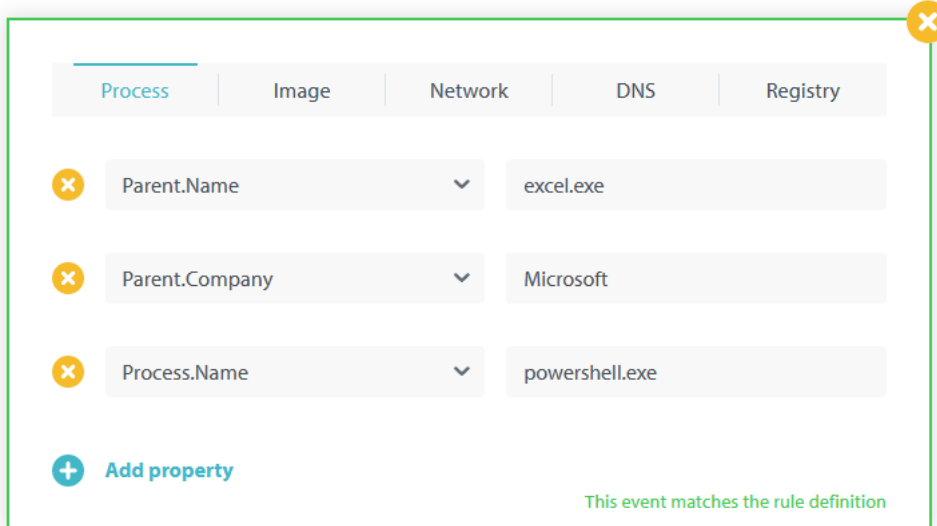 Process Image Network DNS Registry
Parent.Name excel.exe
Parent.Company Microsoft
Process.Name powershell.exe
Add property
This event matches the rule definition